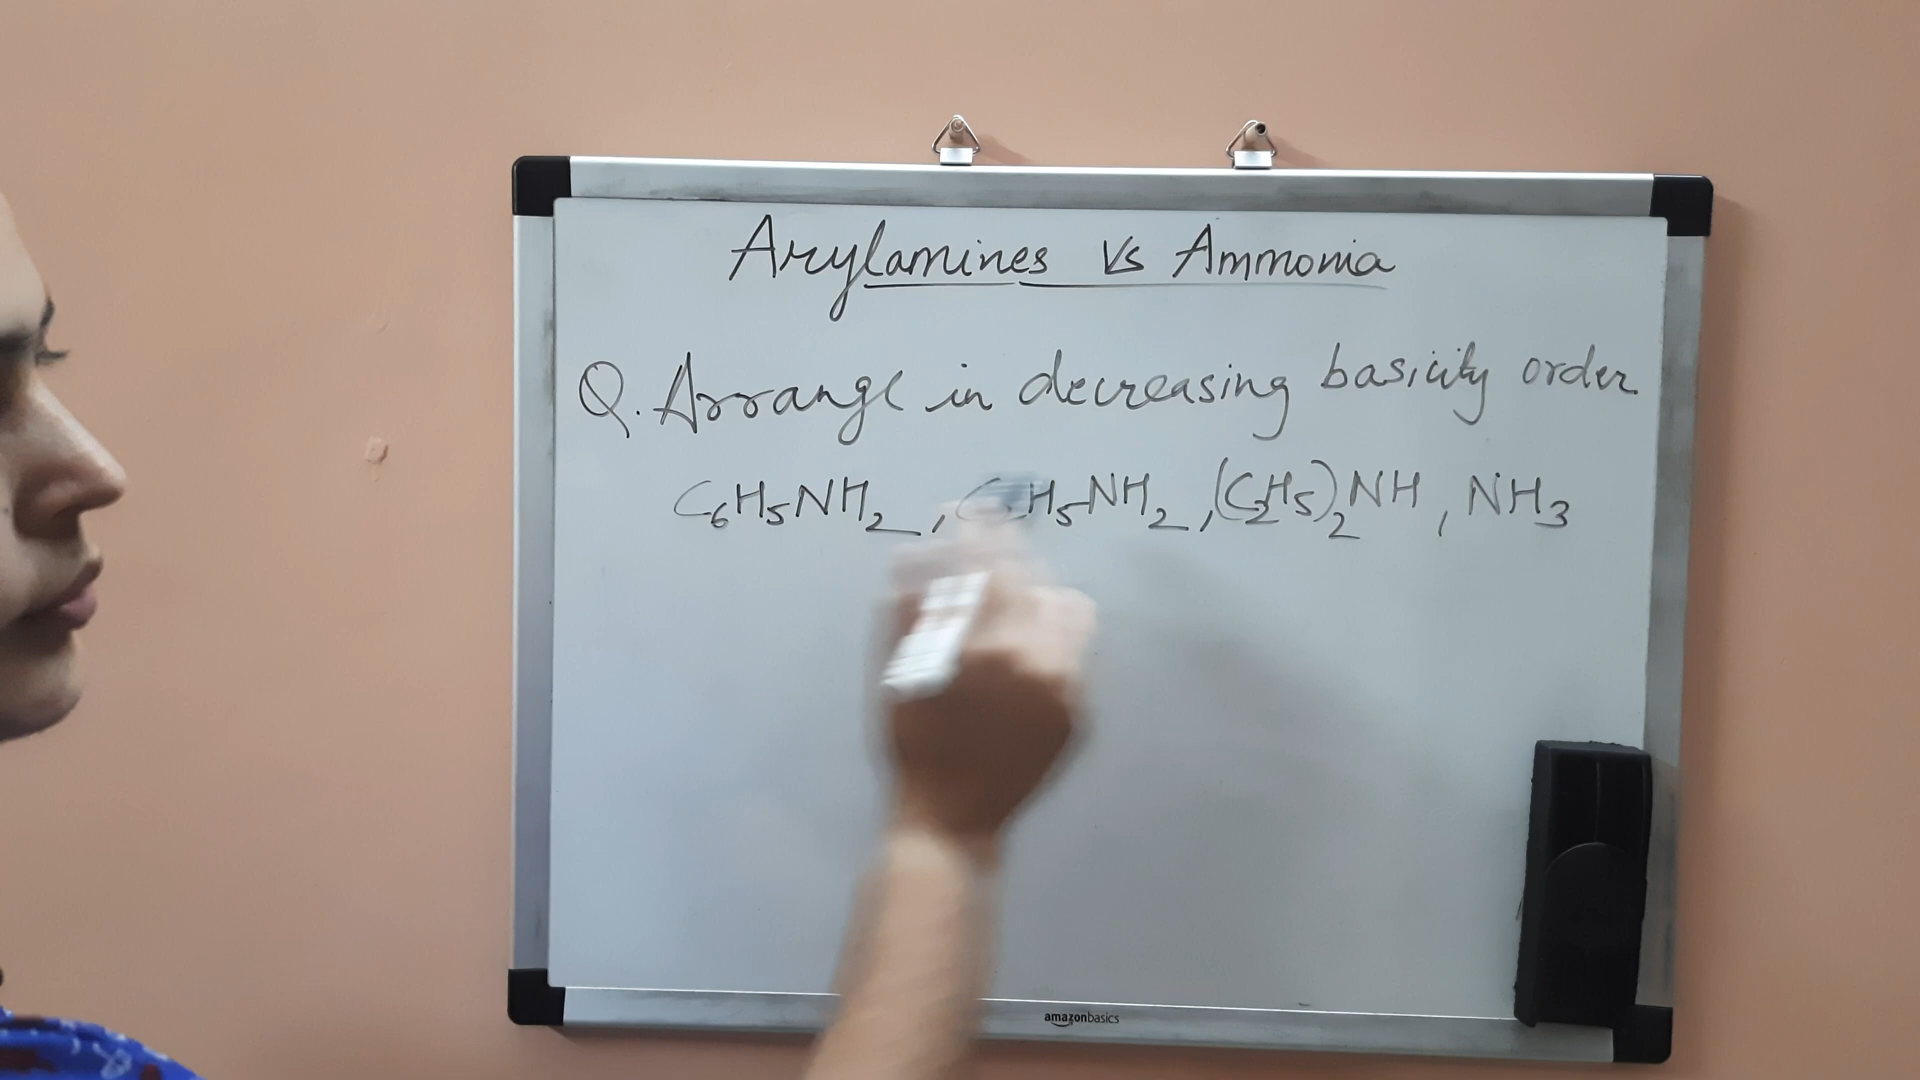 Arylamines Vs Ammonia
Q. Arrange in decreasing basicity order
C6H5NH2, H5NH2, (C2H5)2NH, NH3
amazonbasics